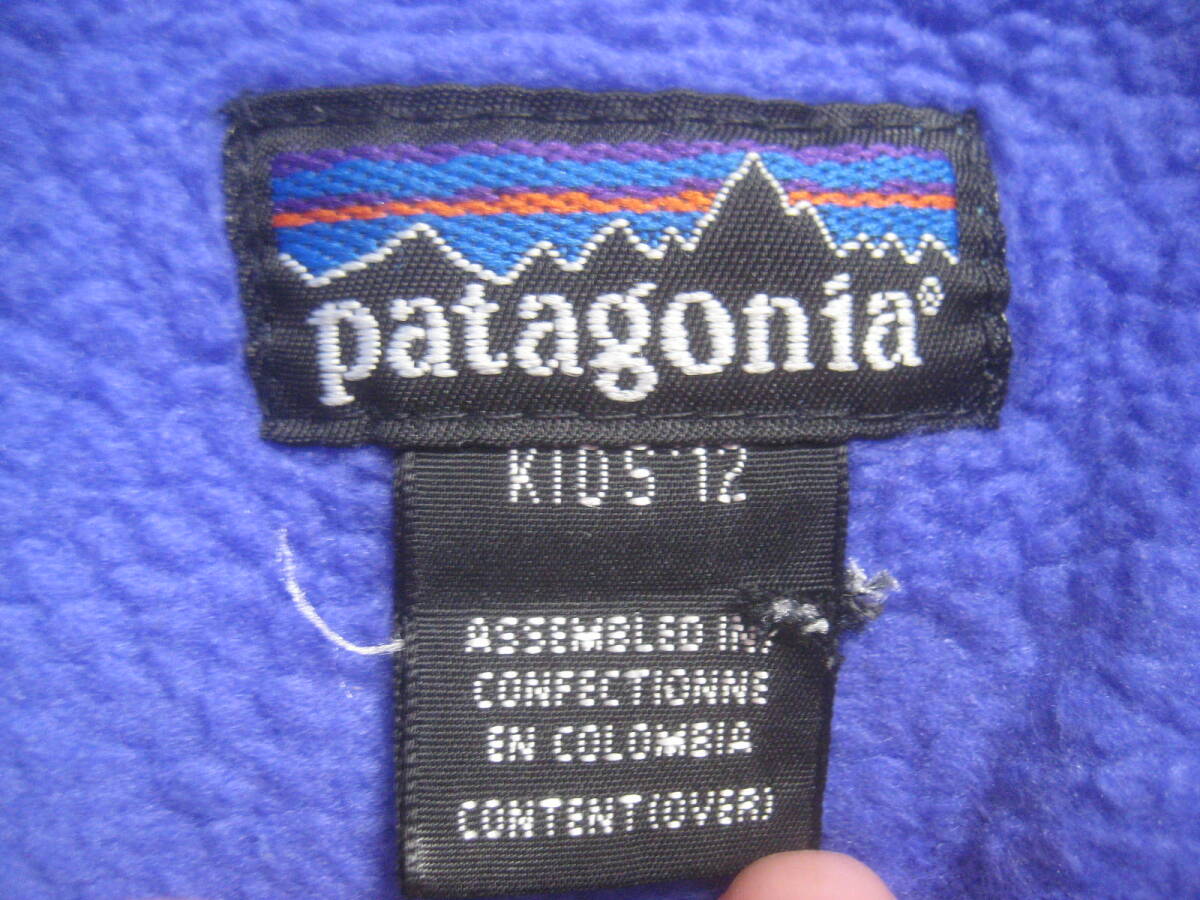 patagonia®
KIDS 12
ASSEMBLED IN/
CONFECTIONNE
EN COLOMBIA
CONTENT(OVER)